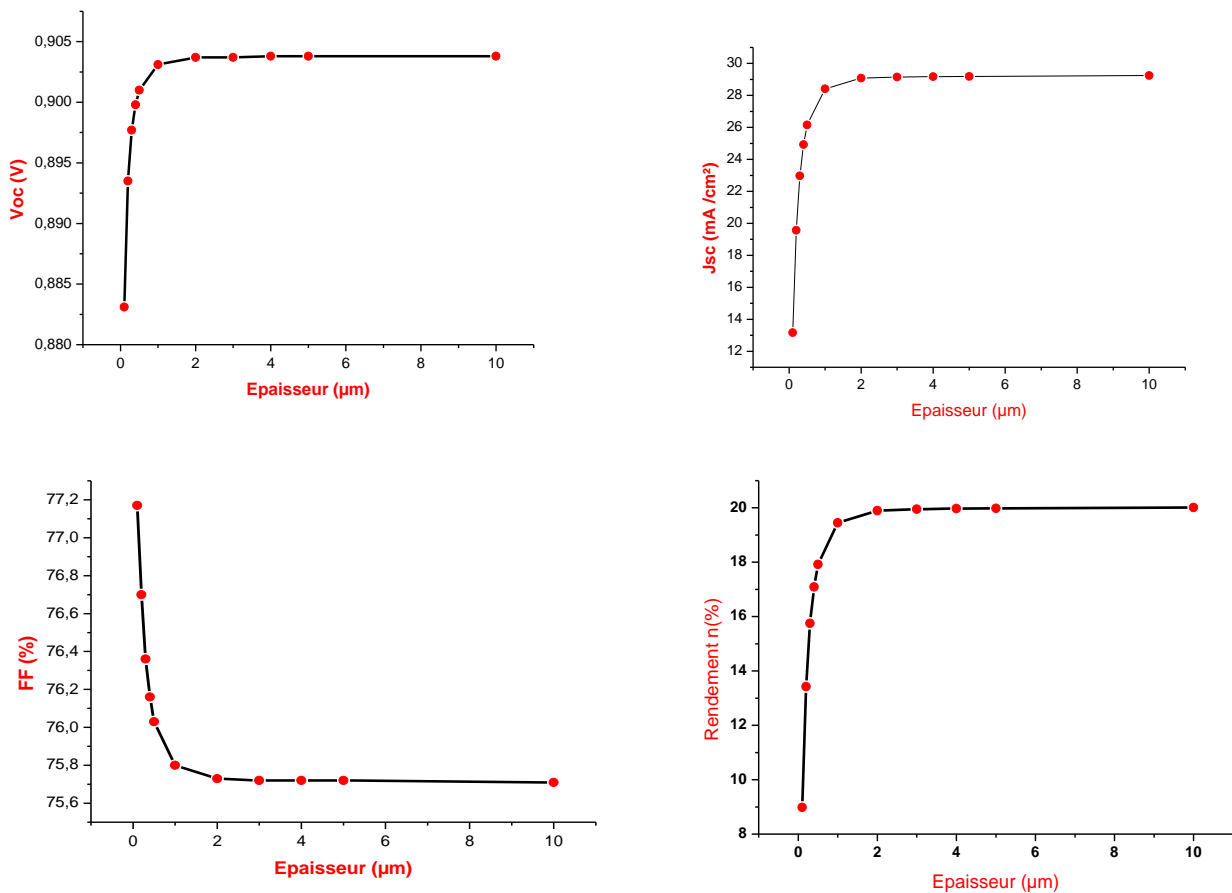 0,905
0,900
0,895
0,890
0,885
0,880
Voc (V)
0 2 4 6 8 10
Epaisseur (µm)
30
28
26
24
22
20
18
16
14
12
Jsc (mA /cm²)
0 2 4 6 8 10
Epaisseur (µm)
77,2
77,0
76,8
76,6
76,4
76,2
76,0
75,8
75,6
FF (%)
0 2 4 6 8 10
Epaisseur (µm)
20
18
16
14
12
10
8
Rendement n(%)
0 2 4 6 8 10
Epaisseur (µm)